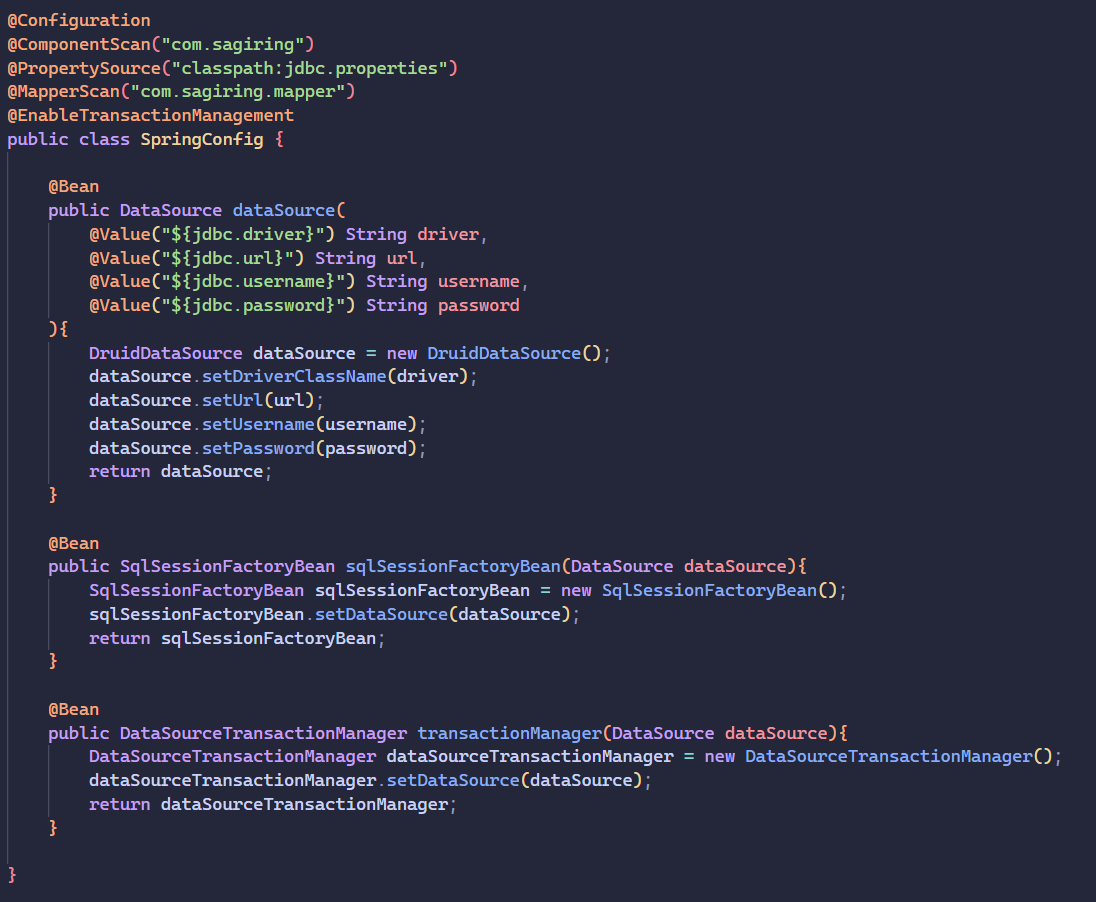 @Configuration
@ComponentScan("com.sagiring")
@PropertySource("classpath:jdbc.properties")
@MapperScan("com.sagiring.mapper")
@EnableTransactionManagement
public class SpringConfig {
    @Bean
    public DataSource dataSource(
        @Value("${jdbc.driver}") String driver,
        @Value("${jdbc.url}") String url,
        @Value("${jdbc.username}") String username,
        @Value("${jdbc.password}") String password
    ){
        DruidDataSource dataSource = new DruidDataSource();
        dataSource.setDriverClassName(driver);
        dataSource.setUrl(url);
        dataSource.setUsername(username);
        dataSource.setPassword(password);
        return dataSource;
    }
    @Bean
    public SqlSessionFactoryBean sqlSessionFactoryBean(DataSource dataSource){
        SqlSessionFactoryBean sqlSessionFactoryBean = new SqlSessionFactoryBean();
        sqlSessionFactoryBean.setDataSource(dataSource);
        return sqlSessionFactoryBean;
    }
    @Bean
    public DataSourceTransactionManager transactionManager(DataSource dataSource){
        DataSourceTransactionManager dataSourceTransactionManager = new DataSourceTransactionManager();
        dataSourceTransactionManager.setDataSource(dataSource);
        return dataSourceTransactionManager;
    }
}